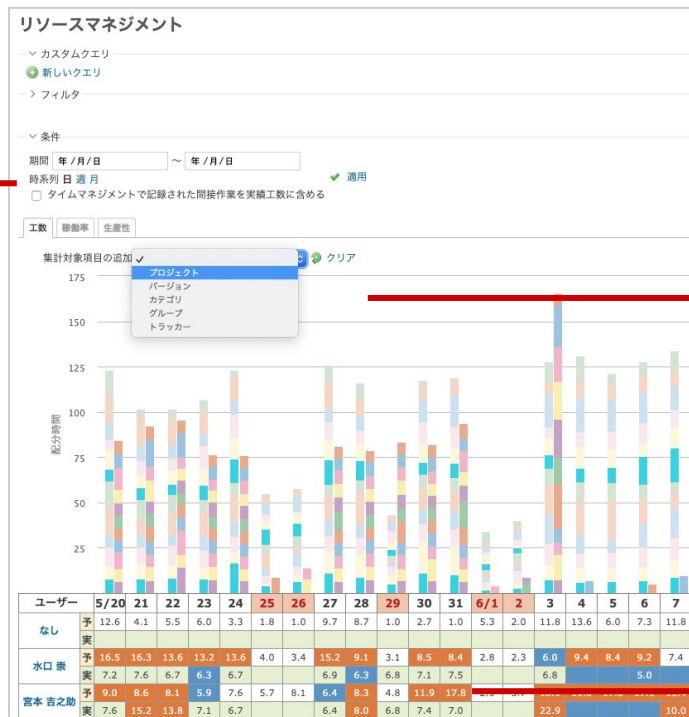 リソースマネジメント
カスタムクエリ
新しいクエリ
フィルタ
条件
期間 年 /月/日 ～ 年 /月/日
時系列 日 週 月 適用
タイムマネジメントで記録された間接作業を実績工数に含める
工数 稼働率 生産性
集計対象項目の追加 クリア
プロジェクト
バージョン
カテゴリ
グループ
トラッカー
175
150
125
100
75
50
25
配分時間
ユーザー 5/20 21 22 23 24 25 26 27 28 29 30 31 6/1 2 3 4 5 6 7
なし
予 12.6 4.1 5.5 6.0 3.3 1.8 1.0 9.7 8.7 1.0 2.7 1.0 5.3 2.0 11.8 13.6 6.0 7.3 11.8
実
水口 崇
予 16.5 16.3 13.6 13.2 13.6 4.0 3.4 15.2 9.1 3.1 8.5 8.4 2.8 2.3 6.0 9.4 8.4 9.2 7.4
実 7.2 7.6 6.7 6.3 6.7 6.9 6.3 6.8 7.1 7.5 6.8 5.0
宮本 吉之助
予 9.0 8.6 8.1 5.9 7.6 5.7 8.1 6.4 8.3 4.8 11.9 17.8
実 7.6 15.2 13.8 7.1 6.7 6.4 8.0 6.8 7.4 7.0 22.9 10.0